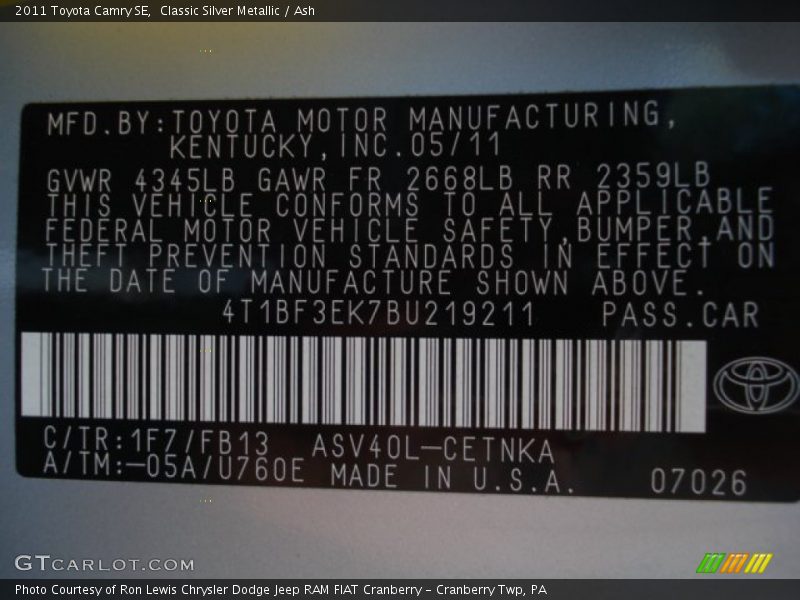 2011 Toyota Camry SE,  Classic Silver Metallic / Ash
MFD.BY:TOYOTA MOTOR MANUFACTURING,
KENTUCKY,INC.05/11
GVWR 4345LB GAWR FR 2668LB RR 2359LB
THIS VEHICLE CONFORMS TO ALL APPLICABLE
FEDERAL MOTOR VEHICLE SAFETY,BUMPER,AND
THEFT PREVENTION STANDARDS IN EFFECT ON
THE DATE OF MANUFACTURE SHOWN ABOVE.
4T1BF3EK7BU219211 PASS.CAR
C/TR:1F7/FB13 ASV40L-CETNKA
A/TM:-05A/U760E MADE IN U.S.A. 07026
GTCARLOT.COM
Photo Courtesy of Ron Lewis Chrysler Dodge Jeep RAM FIAT Cranberry - Cranberry Twp, PA